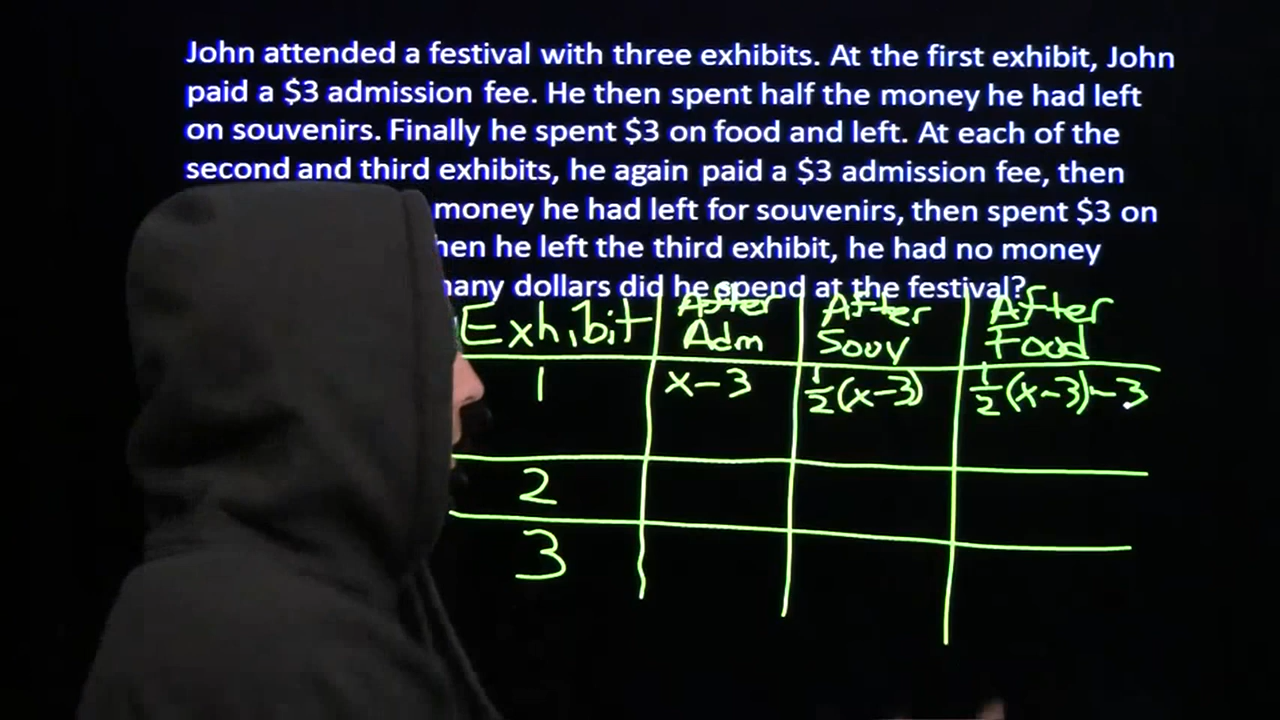 John attended a festival with three exhibits. At the first exhibit, John
paid a $3 admission fee. He then spent half the money he had left
on souvenirs. Finally he spent $3 on food and left. At each of the
second and third exhibits, he again paid a $3 admission fee, then
money he had left for souvenirs, then spent $3 on
he left the third exhibit, he had no money
dollars did he spend at the festival?
Exhibit After Adm After Souv After Food
1 x-3 1/2(x-3) 1/2(x-3)-3
2
3